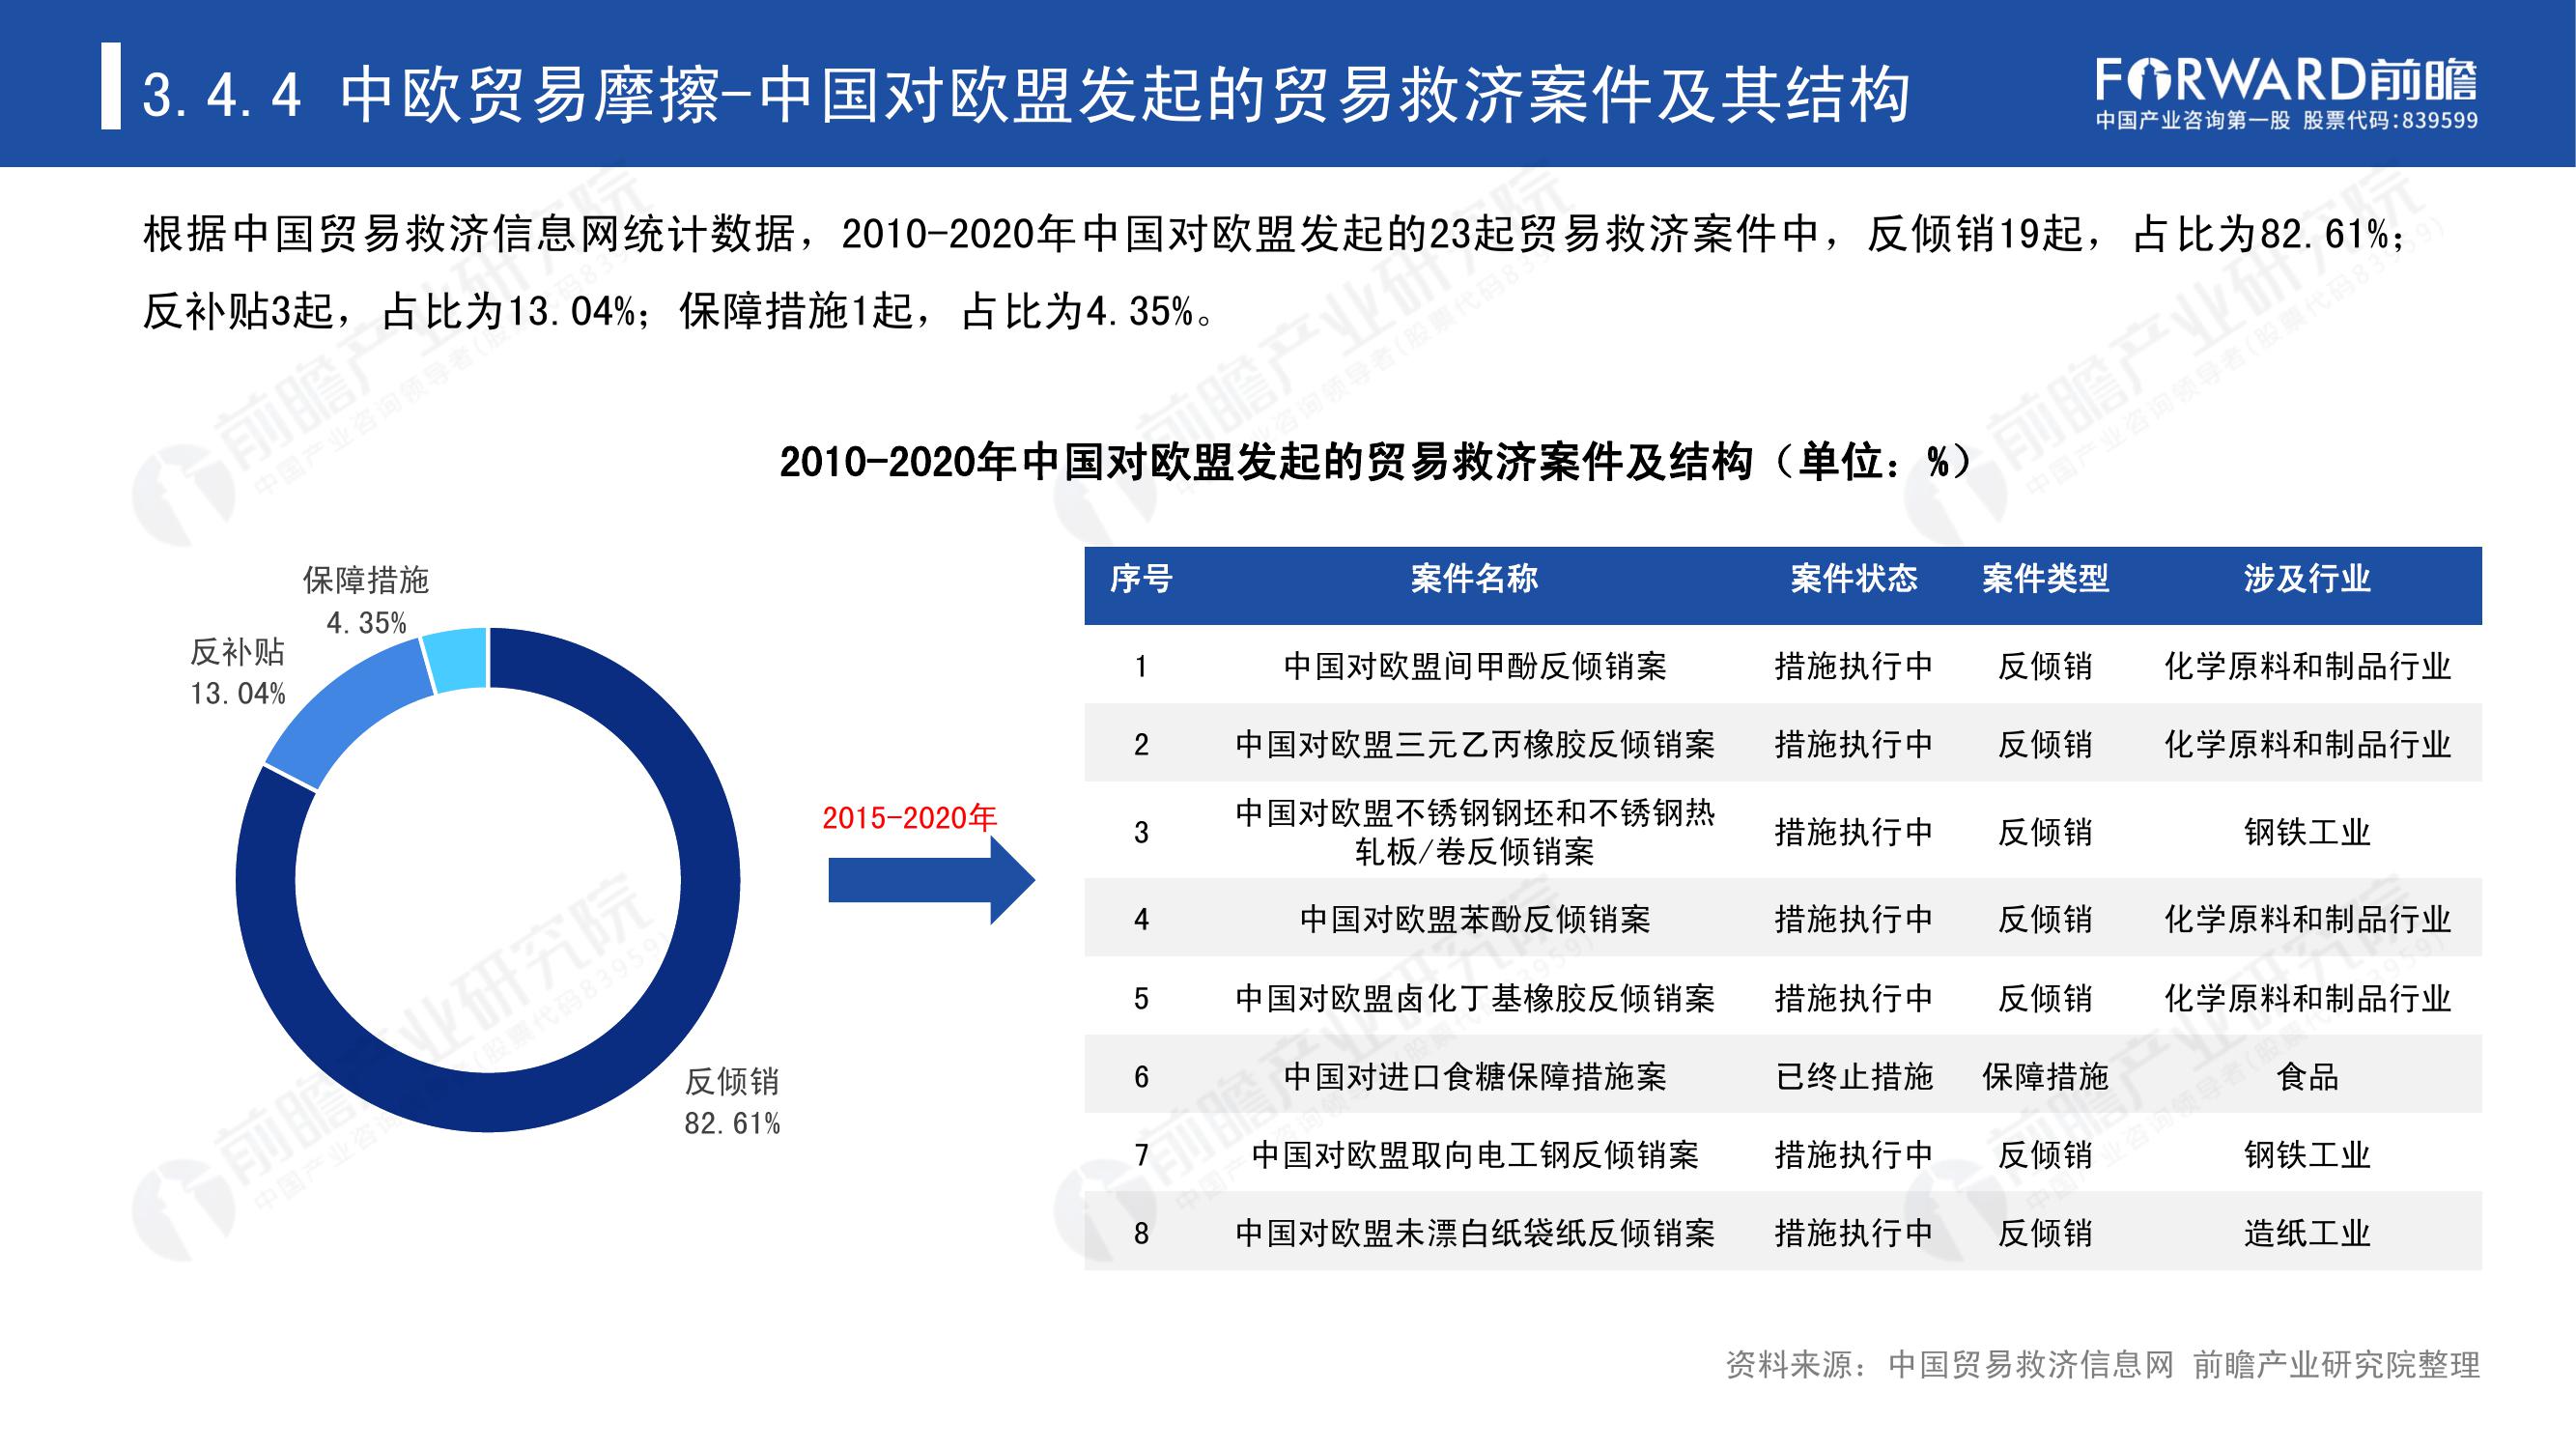 3.4.4 中欧贸易摩擦-中国对欧盟发起的贸易救济案件及其结构
FORWARD前瞻
中国产业咨询第一股 股票代码:839599
根据中国贸易救济信息网统计数据，2010-2020年中国对欧盟发起的23起贸易救济案件中，反倾销19起，占比为82.61%；
反补贴3起，占比为13.04%；保障措施1起，占比为4.35%。
2010-2020年中国对欧盟发起的贸易救济案件及结构（单位：%）
保障措施
4.35%
反补贴
13.04%
反倾销
82.61%
2015-2020年
序号 案件名称 案件状态 案件类型 涉及行业
1 中国对欧盟间甲酚反倾销案 措施执行中 反倾销 化学原料和制品行业
2 中国对欧盟三元乙丙橡胶反倾销案 措施执行中 反倾销 化学原料和制品行业
中国对欧盟不锈钢钢坯和不锈钢热
3 轧板/卷反倾销案 措施执行中 反倾销 钢铁工业
4 中国对欧盟苯酚反倾销案 措施执行中 反倾销 化学原料和制品行业
5 中国对欧盟卤化丁基橡胶反倾销案 措施执行中 反倾销 化学原料和制品行业
6 中国对进口食糖保障措施案 已终止措施 保障措施 食品
7 中国对欧盟取向电工钢反倾销案 措施执行中 反倾销 钢铁工业
8 中国对欧盟未漂白纸袋纸反倾销案 措施执行中 反倾销 造纸工业
资料来源：中国贸易救济信息网 前瞻产业研究院整理